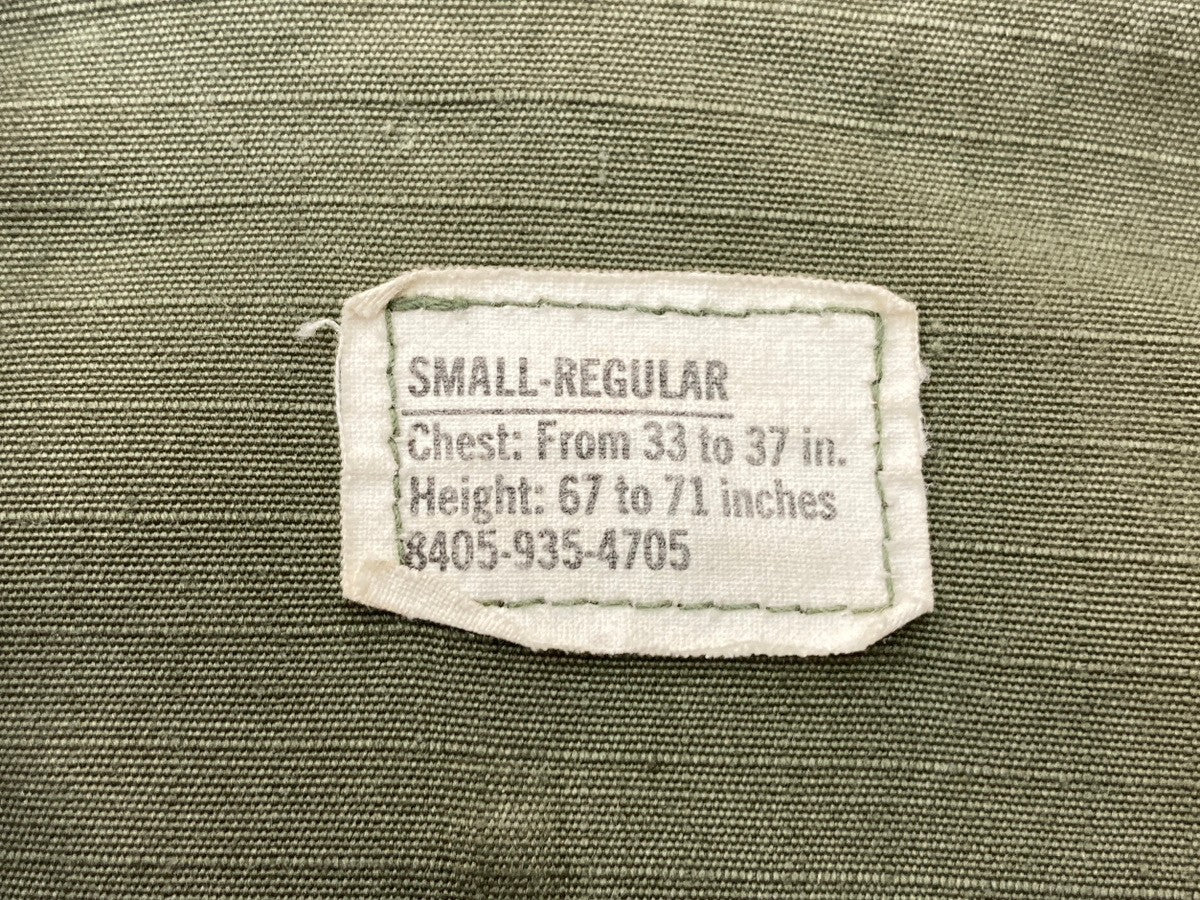 SMALL-REGULAR
Chest: From 33 to 37 in.
Height: 67 to 71 inches
8405-935-4705